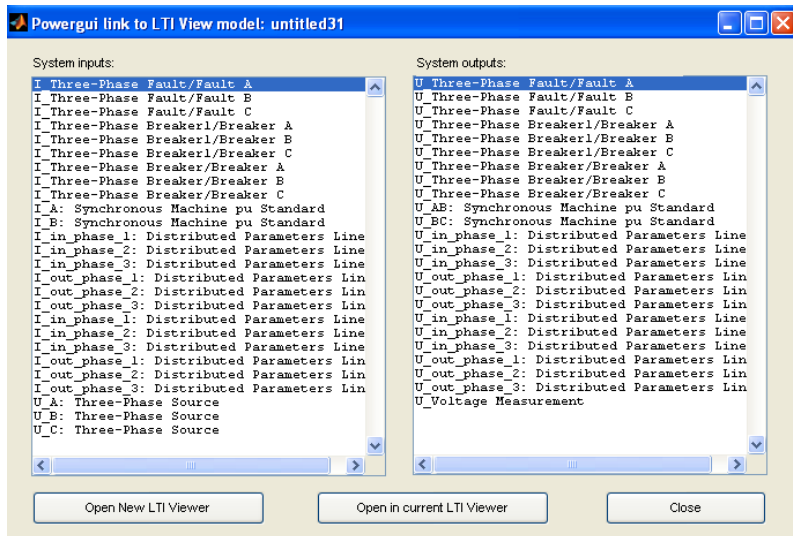 Powergui link to LTI View model: untitled31
System inputs:
I_Three-Phase Fault/Fault A
I_Three-Phase Fault/Fault B
I_Three-Phase Fault/Fault C
I_Three-Phase Breaker1/Breaker A
I_Three-Phase Breaker1/Breaker B
I_Three-Phase Breaker1/Breaker C
I_Three-Phase Breaker/Breaker A
I_Three-Phase Breaker/Breaker B
I_Three-Phase Breaker/Breaker C
I_A: Synchronous Machine pu Standard
I_B: Synchronous Machine pu Standard
I_in_phase_1: Distributed Parameters Line
I_in_phase_2: Distributed Parameters Line
I_in_phase_3: Distributed Parameters Line
I_out_phase_1: Distributed Parameters Lin
I_out_phase_2: Distributed Parameters Lin
I_out_phase_3: Distributed Parameters Lin
I_in_phase_1: Distributed Parameters Line
I_in_phase_2: Distributed Parameters Line
I_in_phase_3: Distributed Parameters Line
I_out_phase_1: Distributed Parameters Lin
I_out_phase_2: Distributed Parameters Lin
I_out_phase_3: Distributed Parameters Lin
U_A: Three-Phase Source
U_B: Three-Phase Source
U_C: Three-Phase Source
System outputs:
U_Three-Phase Fault/Fault A
U_Three-Phase Fault/Fault B
U_Three-Phase Fault/Fault C
U_Three-Phase Breaker1/Breaker A
U_Three-Phase Breaker1/Breaker B
U_Three-Phase Breaker1/Breaker C
U_Three-Phase Breaker/Breaker A
U_Three-Phase Breaker/Breaker B
U_Three-Phase Breaker/Breaker C
U_AB: Synchronous Machine pu Standard
U_BC: Synchronous Machine pu Standard
U_in_phase_1: Distributed Parameters Line
U_in_phase_2: Distributed Parameters Line
U_in_phase_3: Distributed Parameters Line
U_out_phase_1: Distributed Parameters Lin
U_out_phase_2: Distributed Parameters Lin
U_out_phase_3: Distributed Parameters Lin
U_in_phase_1: Distributed Parameters Line
U_in_phase_2: Distributed Parameters Line
U_in_phase_3: Distributed Parameters Line
U_out_phase_1: Distributed Parameters Lin
U_out_phase_2: Distributed Parameters Lin
U_out_phase_3: Distributed Parameters Lin
U_Voltage Measurement
Open New LTI Viewer
Open in current LTI Viewer
Close